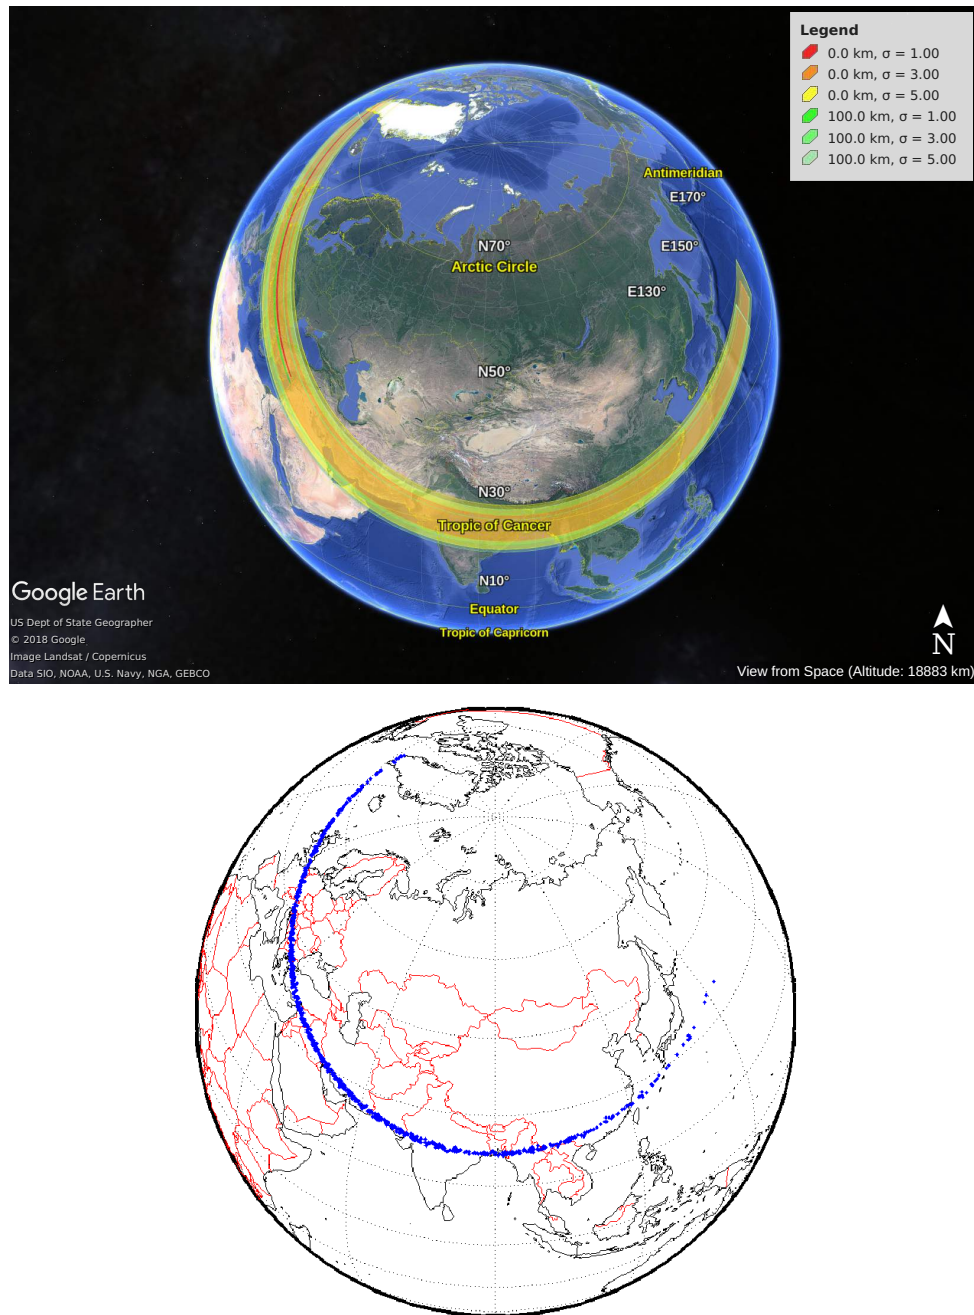 Legend
0.0 km, σ = 1.00
0.0 km, σ = 3.00
0.0 km, σ = 5.00
100.0 km, σ = 1.00
100.0 km, σ = 3.00
100.0 km, σ = 5.00
Antimeridian
E170°
N70°
E150°
Arctic Circle
E130°
N50°
N30°
Tropic of Cancer
N10°
Equator
Tropic of Capricorn
Google Earth
US Dept of State Geographer
© 2018 Google
Image Landsat / Copernicus
Data SIO, NOAA, U.S. Navy, NGA, GEBCO
N
View from Space (Altitude: 18883 km)